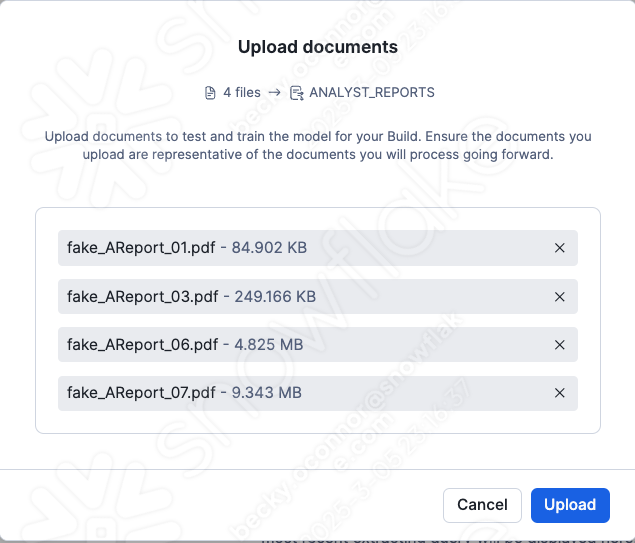 Upload documents
4 files → ANALYST_REPORTS
Upload documents to test and train the model for your Build. Ensure the documents you
upload are representative of the documents you will process going forward.
fake_AReport_01.pdf - 84.902 KB
fake_AReport_03.pdf - 249.166 KB
fake_AReport_06.pdf - 4.825 MB
fake_AReport_07.pdf - 9.343 MB
Cancel
Upload
snowflake